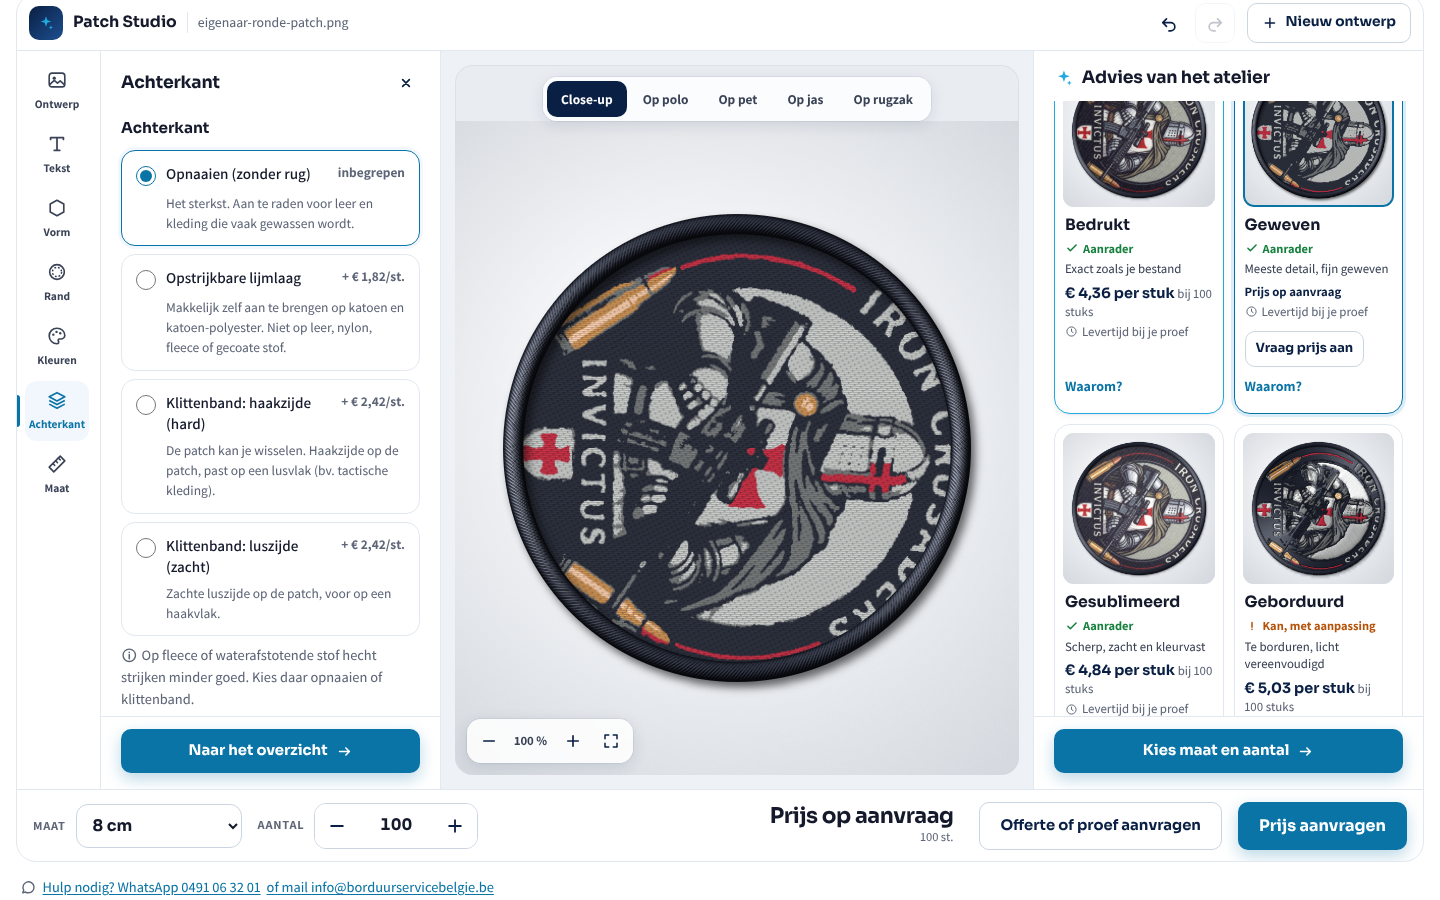 Patch Studio
eigenaar-ronde-patch.png
Nieuw ontwerp
Ontwerp
Tekst
Vorm
Rand
Kleuren
Achterkant
Maat
Achterkant
Achterkant
Opnaaien (zonder rug)
inbegrepen
Het sterkst. Aan te raden voor leer en
kleding die vaak gewassen wordt.
Opstrijkbare lijmlaag
+ € 1,82/st.
Makkelijk zelf aan te brengen op katoen en
katoen-polyester. Niet op leer, nylon,
fleece of gecoate stof.
Klittenband: haakzijde
(hard)
+ € 2,42/st.
De patch kan je wisselen. Haakzijde op de
patch, past op een lusvlak (bv. tactische
kleding).
Klittenband: luszijde
(zacht)
+ € 2,42/st.
Zachte luszijde op de patch, voor op een
haakvlak.
Op fleece of waterafstotende stof hecht
strijken minder goed. Kies daar opnaaien of
klittenband.
Naar het overzicht →
Close-up
Op polo
Op pet
Op jas
Op rugzak
IRON CRUSADERS
INVICTUS
100 %
Advies van het atelier
INVICTUS
CRUSADERS
INVICTUS
CRUSADERS
Bedrukt
Aanrader
Exact zoals je bestand
€ 4,36 per stuk bij 100
stuks
Levertijd bij je proef
Waarom?
Geweven
Aanrader
Meeste detail, fijn geweven
Prijs op aanvraag
Levertijd bij je proef
Vraag prijs aan
Waarom?
IRON CRUSADERS
INVICTUS
IRON CRUSADERS
INVICTUS
Gesublimeerd
Aanrader
Scherp, zacht en kleurvast
€ 4,84 per stuk bij 100
stuks
Levertijd bij je proef
Geborduurd
! Kan, met aanpassing
Te borduren, licht
vereenvoudigd
€ 5,03 per stuk bij
100 stuks
Kies maat en aantal →
MAAT
8 cm
AANTAL
100
Prijs op aanvraag
100 st.
Offerte of proef aanvragen
Prijs aanvragen
Hulp nodig? WhatsApp 0491 06 32 01 of mail info@borduurservicebelgie.be